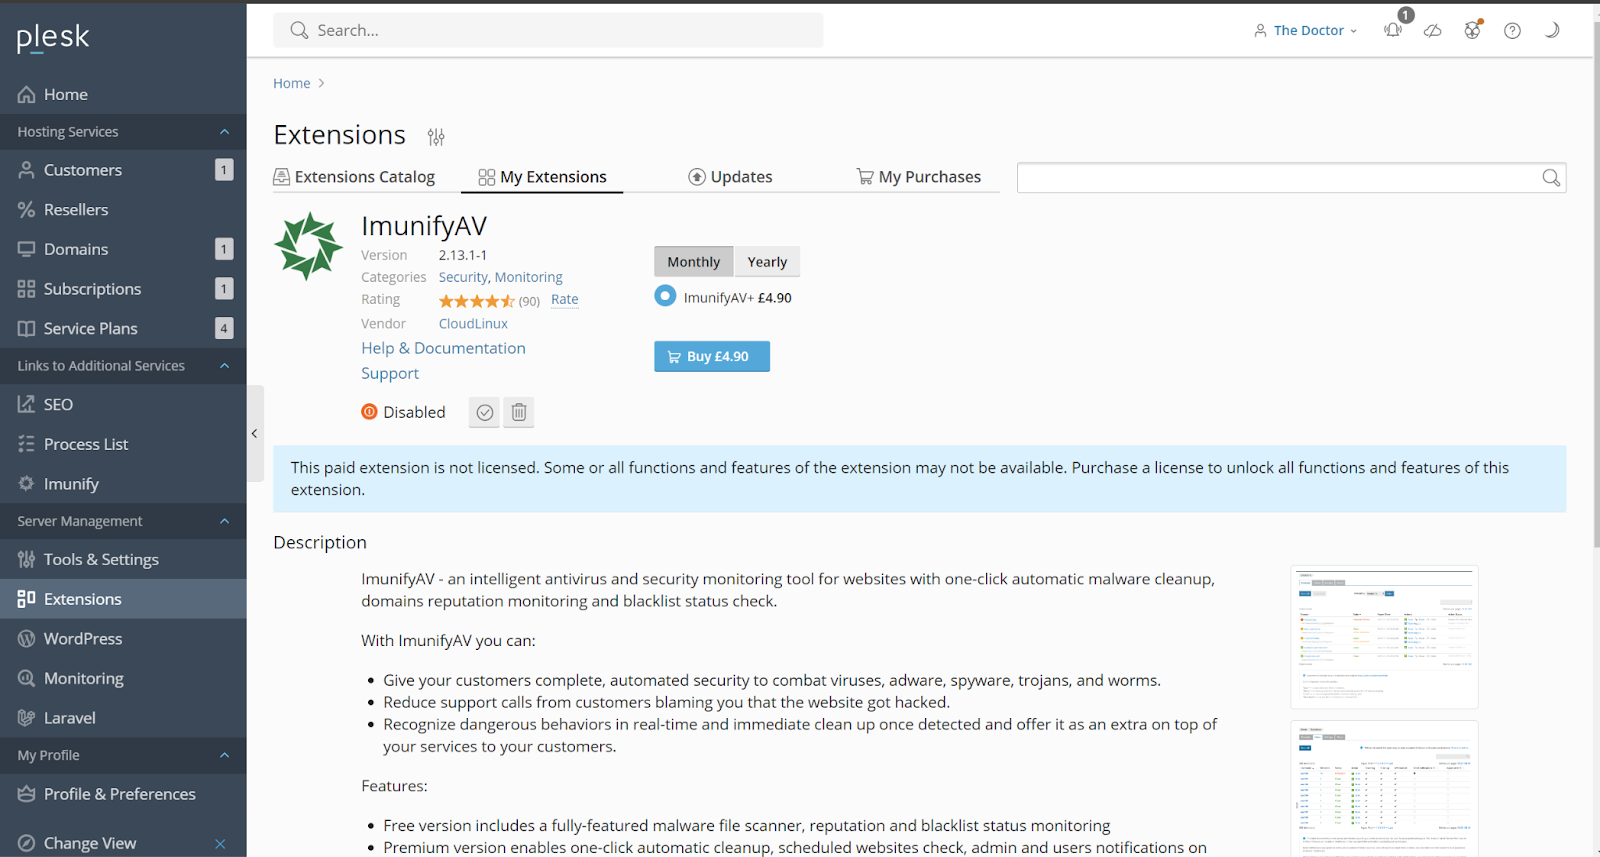 plesk
Search...
The Doctor
1
Home
Hosting Services
Customers 1
Resellers
Domains 1
Subscriptions 1
Service Plans 4
Links to Additional Services
SEO
Process List
Imunify
Server Management
Tools & Settings
Extensions
WordPress
Monitoring
Laravel
My Profile
Profile & Preferences
Change View
Home
Extensions
Extensions Catalog
My Extensions
Updates
My Purchases
ImunifyAV
Version 2.13.1-1
Categories Security, Monitoring
Rating (90) Rate
Vendor CloudLinux
Help & Documentation
Support
Disabled
Monthly Yearly
ImunifyAV+ £4.90
Buy £4.90
This paid extension is not licensed. Some or all functions and features of the extension may not be available. Purchase a license to unlock all functions and features of this
extension.
Description
ImunifyAV - an intelligent antivirus and security monitoring tool for websites with one-click automatic malware cleanup,
domains reputation monitoring and blacklist status check.
With ImunifyAV you can:
Give your customers complete, automated security to combat viruses, adware, spyware, trojans, and worms.
Reduce support calls from customers blaming you that the website got hacked.
Recognize dangerous behaviors in real-time and immediate clean up once detected and offer it as an extra on top of
your services to your customers.
Features:
Free version includes a fully-featured malware file scanner, reputation and blacklist status monitoring
Premium version enables one-click automatic cleanup, scheduled websites check, admin and users notifications on